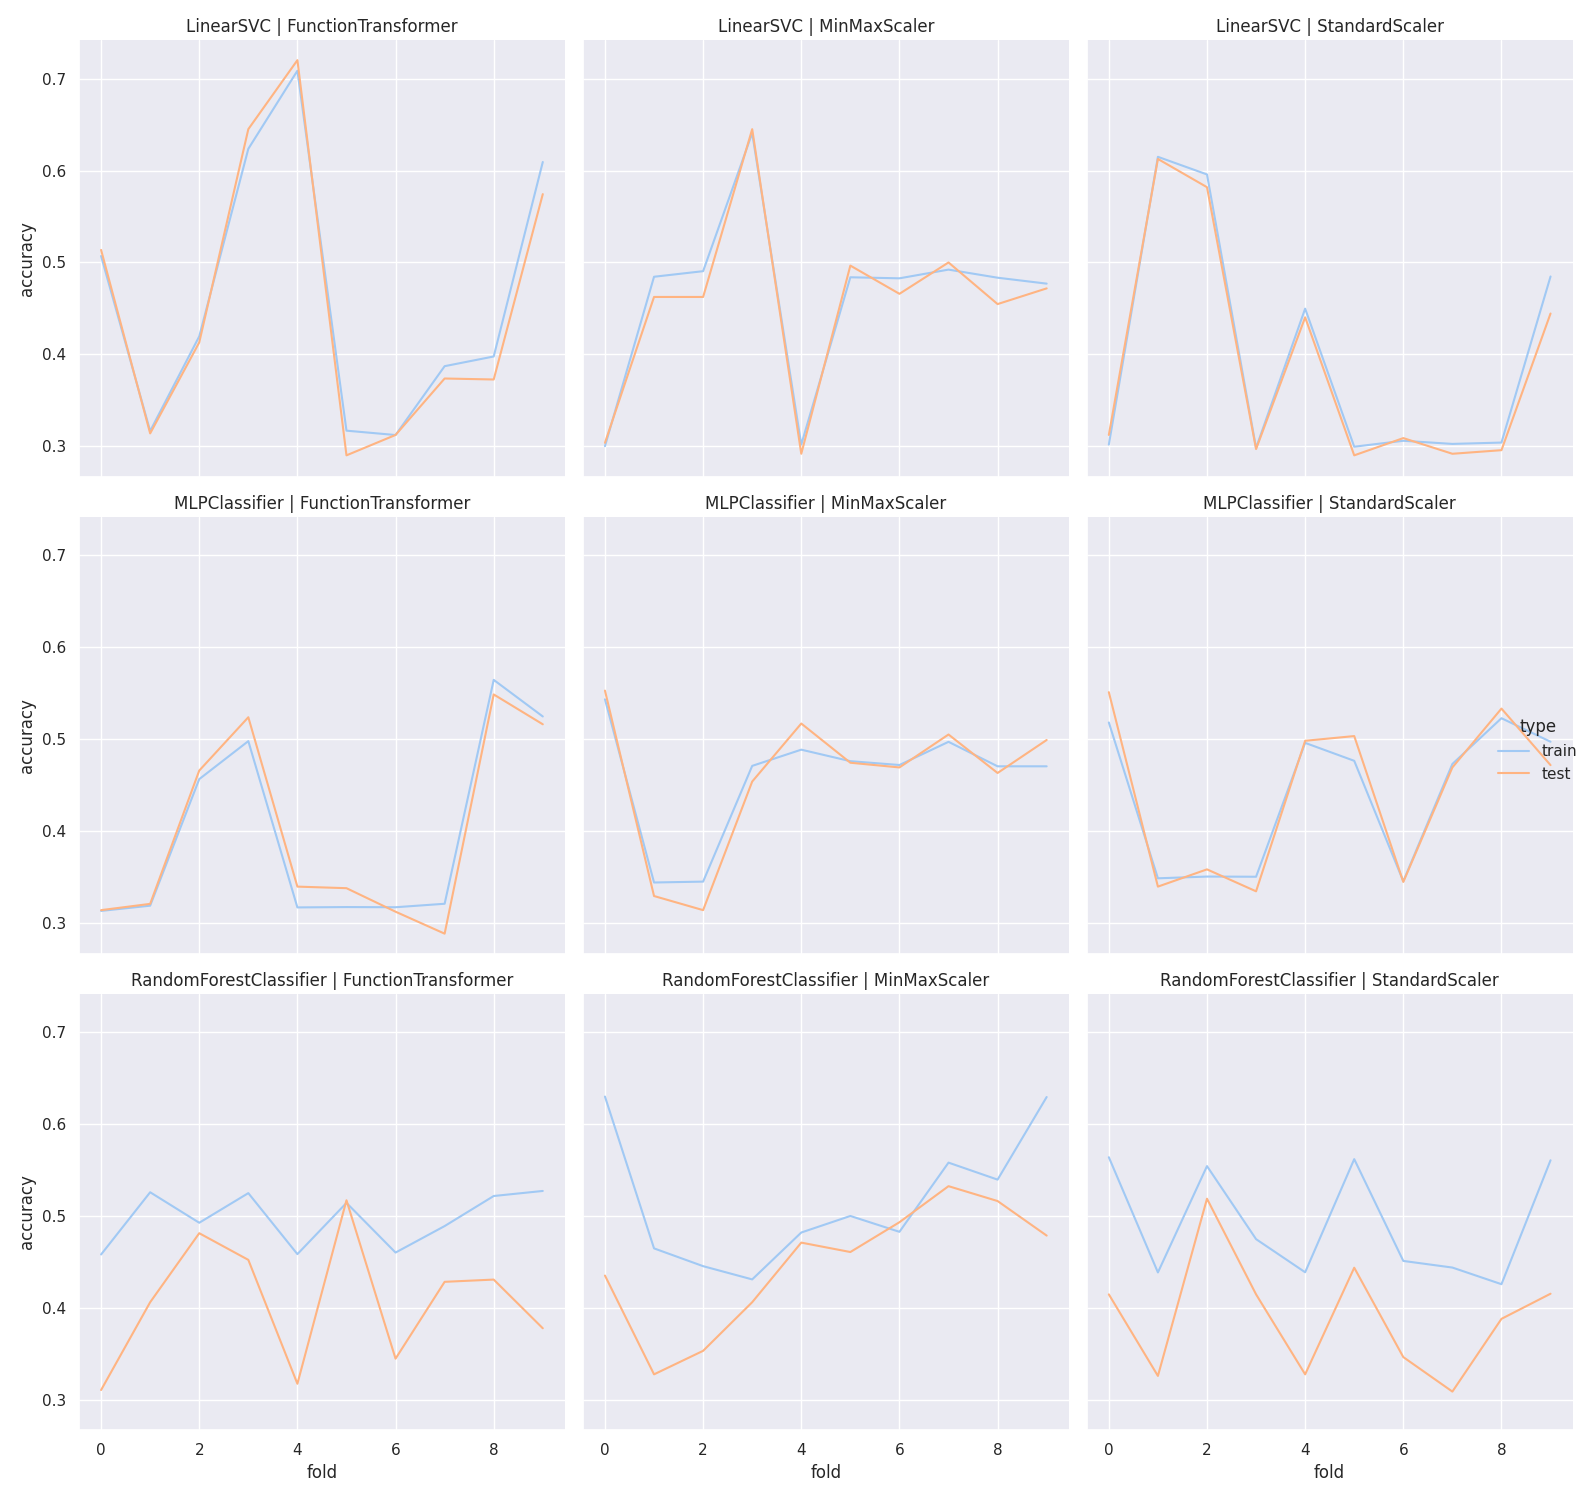 LinearSVC | FunctionTransformer
LinearSVC | MinMaxScaler
LinearSVC | StandardScaler
accuracy
0.7
0.6
0.5
0.4
0.3
MLPClassifier | FunctionTransformer
MLPClassifier | MinMaxScaler
MLPClassifier | StandardScaler
accuracy
0.7
0.6
0.5
0.4
0.3
type
train
test
RandomForestClassifier | FunctionTransformer
RandomForestClassifier | MinMaxScaler
RandomForestClassifier | StandardScaler
accuracy
0.7
0.6
0.5
0.4
0.3
0 2 4 6 8
fold
0 2 4 6 8
fold
0 2 4 6 8
fold